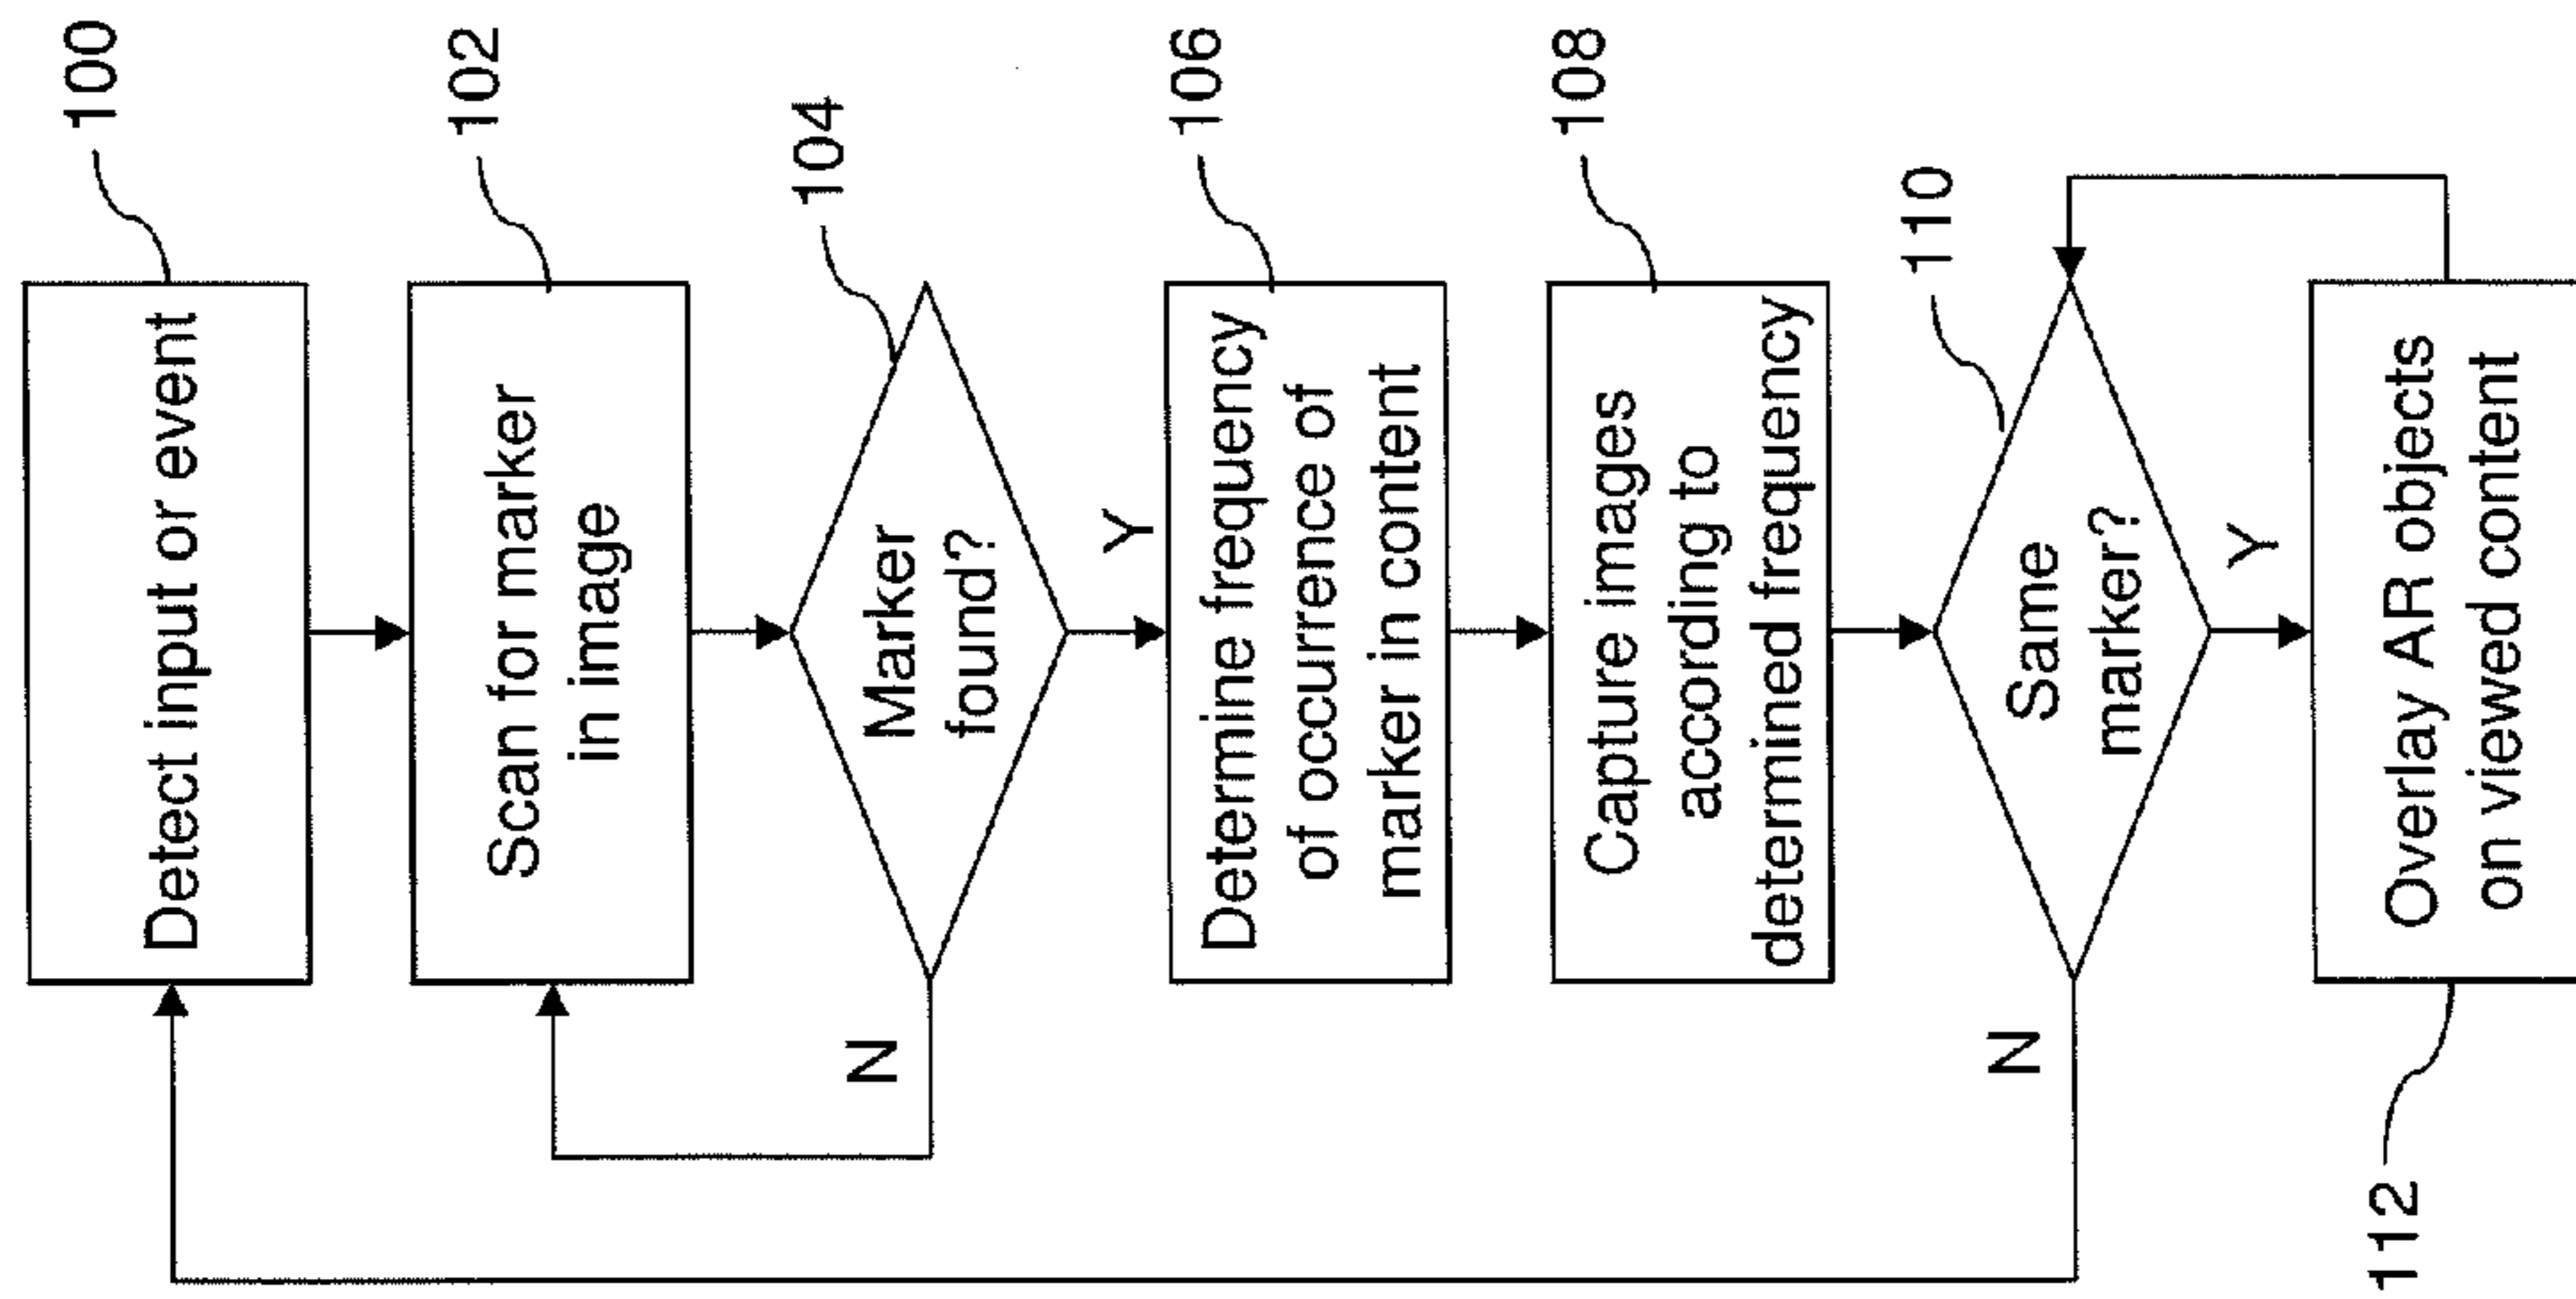 100
Detect input or event
102
Scan for marker
in image
104
Marker
found?
N
Y
106
Determine frequency
of occurrence of
marker in content
108
Capture images
according to
determined frequency
110
Same
marker?
N
Y
Overlay AR objects
on viewed content
112